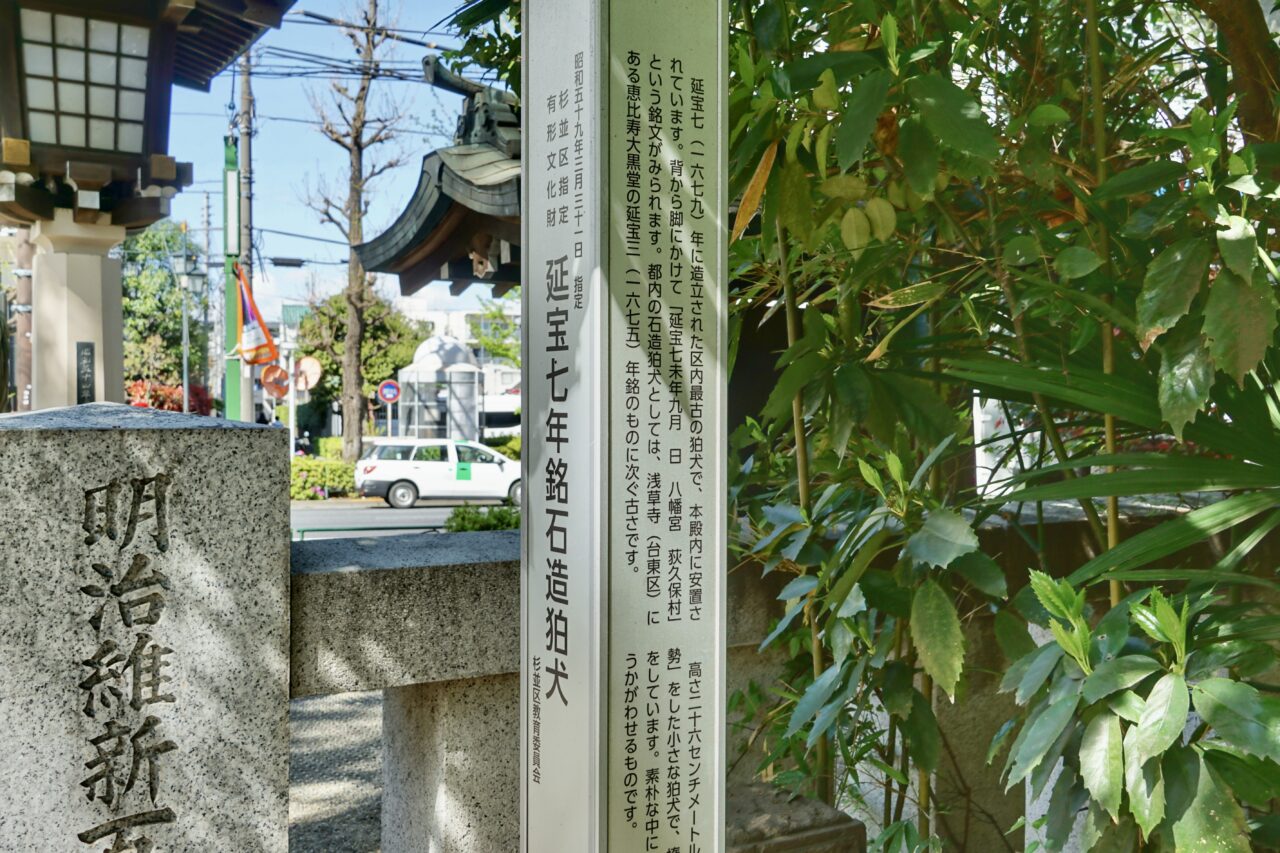 明治維新
昭和五十九年三月三十一日 指定
杉並区指定
有形文化財
延宝七年銘石造狛犬
杉並区教育委員会
延宝七（一六七九）年に造立された区内最古の狛犬で、本殿内に安置さ
れています。背から脚にかけて「延宝七未年九月 日 八幡宮 荻久保村」
という銘文がみられます。都内の石造狛犬としては、浅草寺（台東区）に
ある恵比寿大黒堂の延宝三（一六七五）年銘のものに次ぐ古さです。
高さ二十六センチメートル
勢」をした小さな狛犬で、
をしています。素朴な中に
うかがわせるものです。